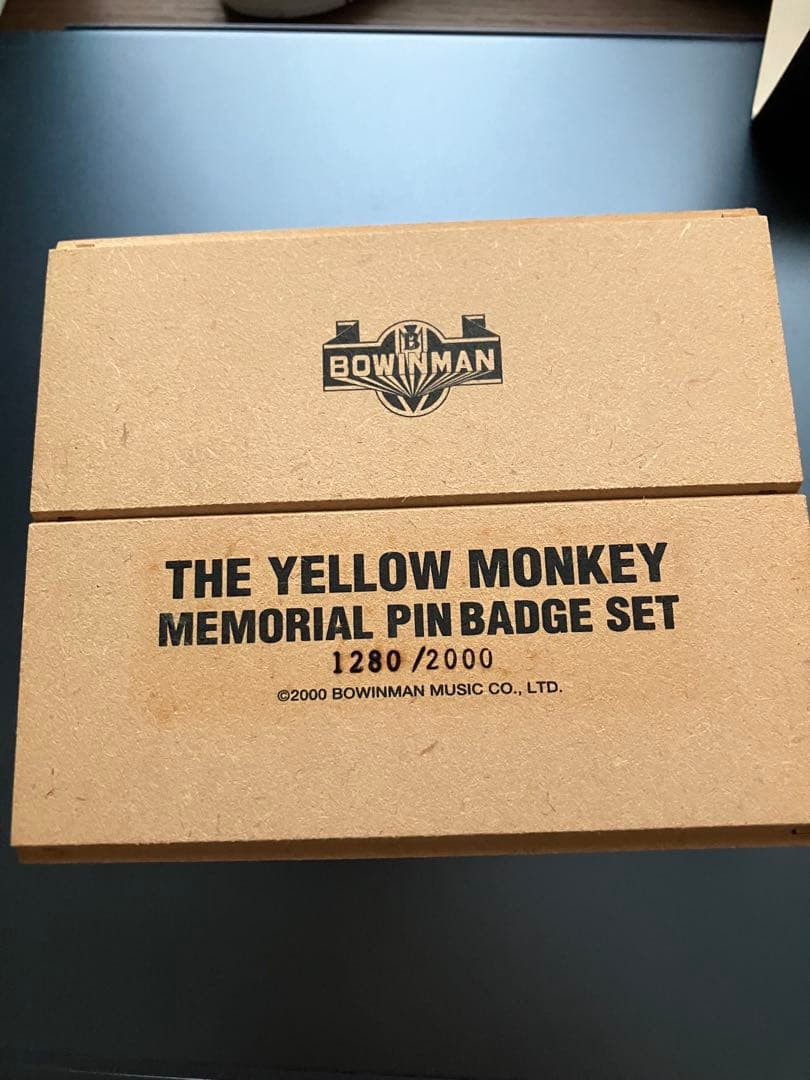 B
BOWINMAN
THE YELLOW MONKEY
MEMORIAL PIN BADGE SET
1280/2000
©2000 BOWINMAN MUSIC CO., LTD.